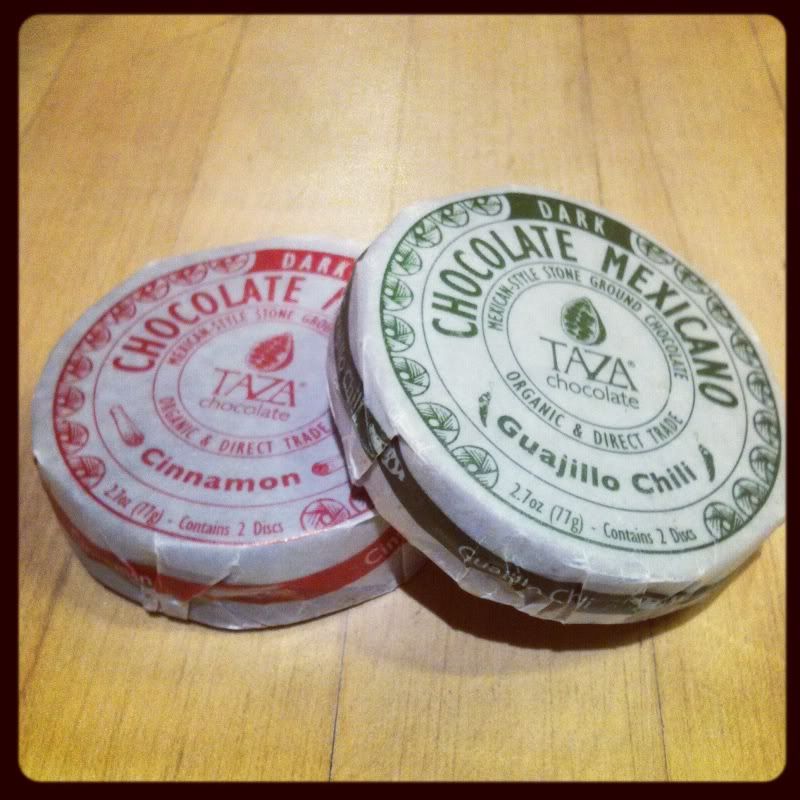 DARK
CHOCOLATE
MEXICAN-STYLE STONE
TAZA®
chocolate
ORGANIC & DIRECT TRADE
Cinnamon
2.7oz (77g) - Contains 2 Discs
DARK
CHOCOLATE MEXICANO
MEXICAN-STYLE STONE GROUND CHOCOLATE
TAZA®
chocolate
ORGANIC & DIRECT TRADE
Guajillo Chili
2.7oz (77g) - Contains 2 Discs
Guajillo Chili